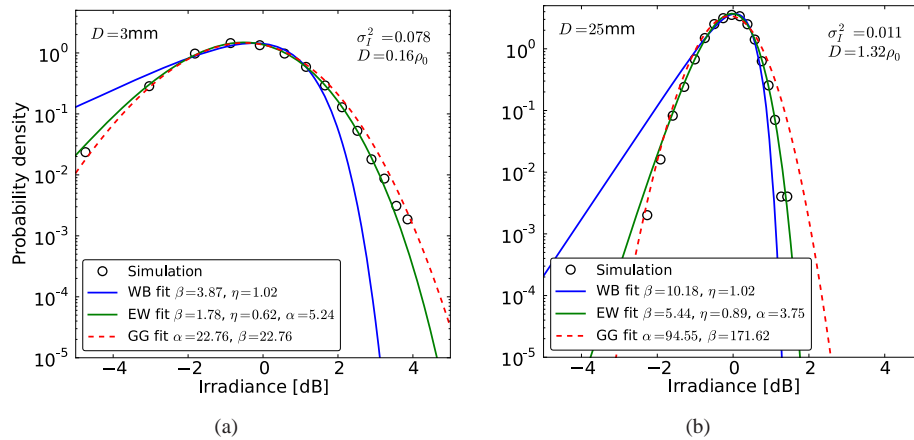 D = 3mm
σ_I^2 = 0.078
D = 0.16ρ_0
Probability density
10^1
10^0
10^-1
10^-2
10^-3
10^-4
10^-5
Simulation
WB fit β=3.87, η=1.02
EW fit β=1.78, η=0.62, α=5.24
GG fit α=22.76, β=22.76
−4 −2 0 2 4
Irradiance [dB]
(a)
D = 25mm
σ_I^2 = 0.011
D = 1.32ρ_0
10^0
10^-1
10^-2
10^-3
10^-4
10^-5
Simulation
WB fit β=10.18, η=1.02
EW fit β=5.44, η=0.89, α=3.75
GG fit α=94.55, β=171.62
−4 −2 0 2 4
Irradiance [dB]
(b)